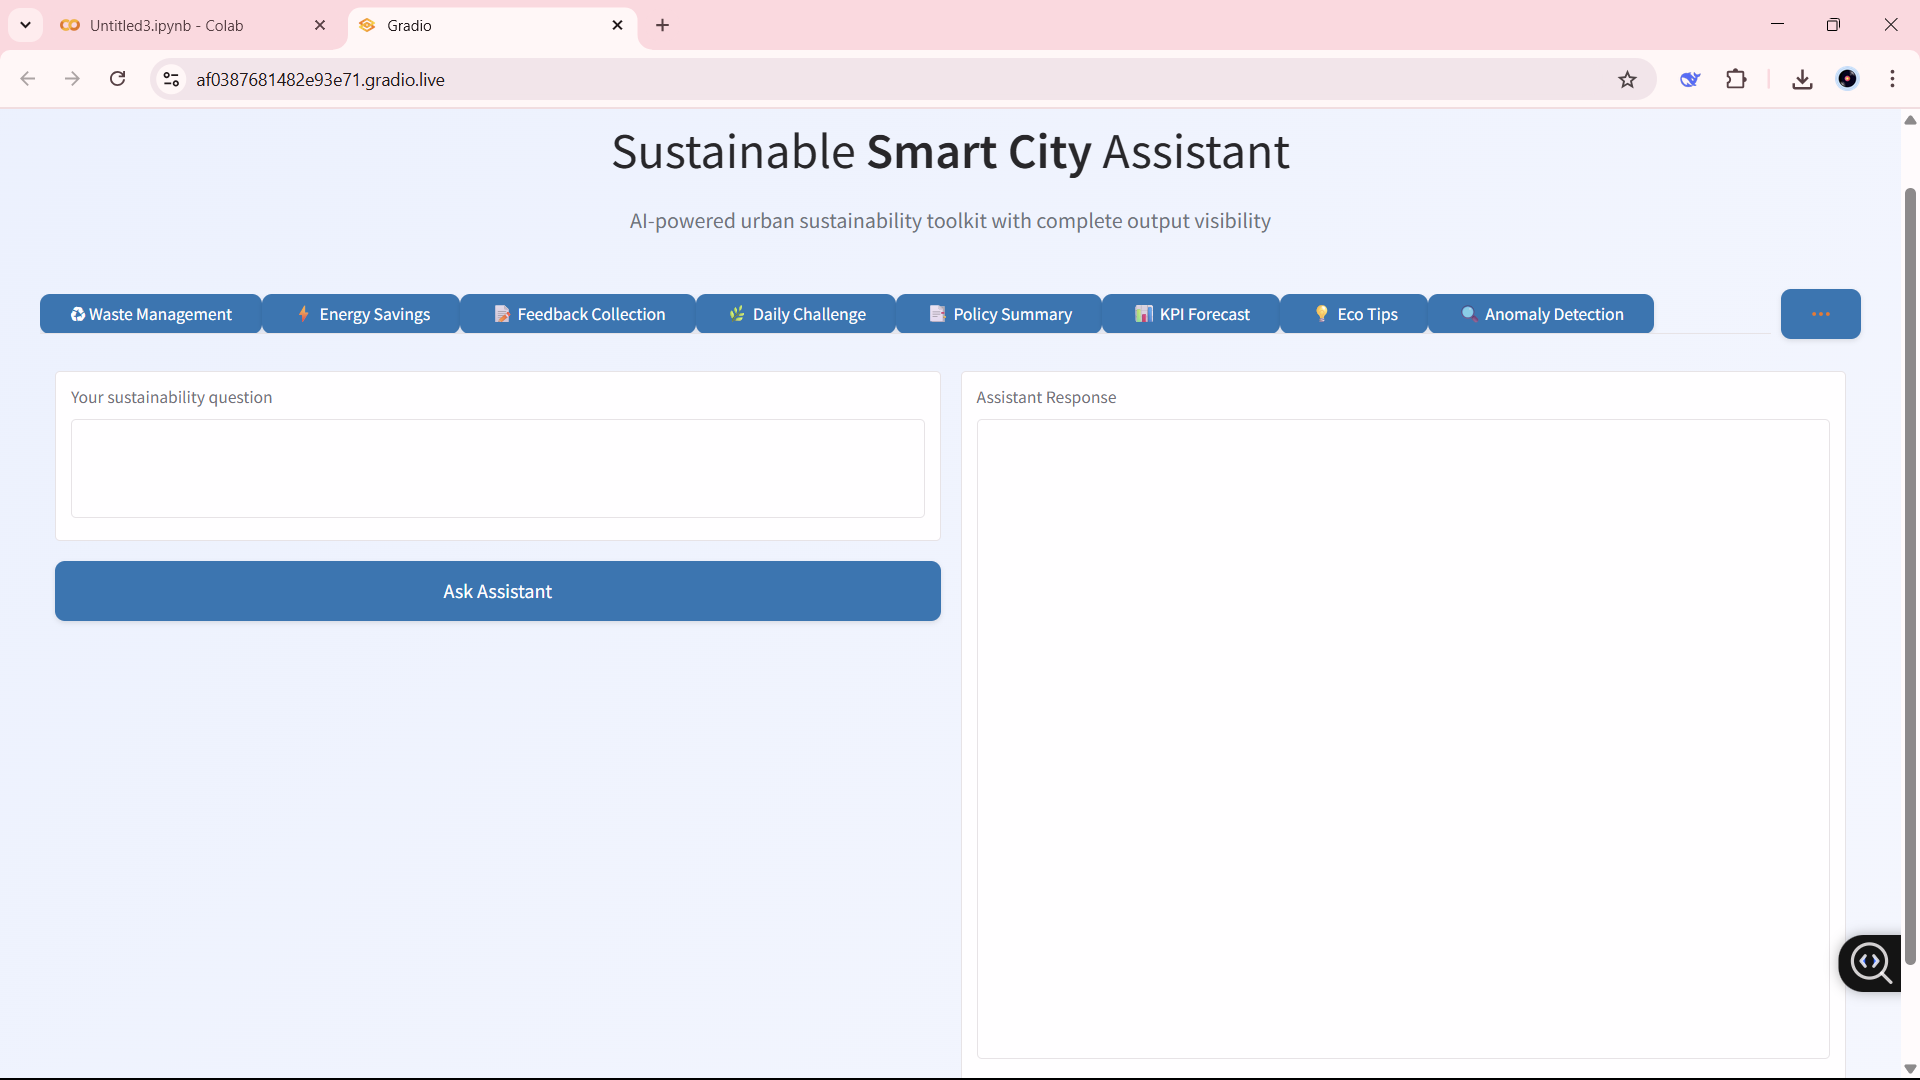 Untitled3.ipynb - Colab
Gradio
af0387681482e93e71.gradio.live
Sustainable Smart City Assistant
AI-powered urban sustainability toolkit with complete output visibility
Waste Management
Energy Savings
Feedback Collection
Daily Challenge
Policy Summary
KPI Forecast
Eco Tips
Anomaly Detection
Your sustainability question
Assistant Response
Ask Assistant